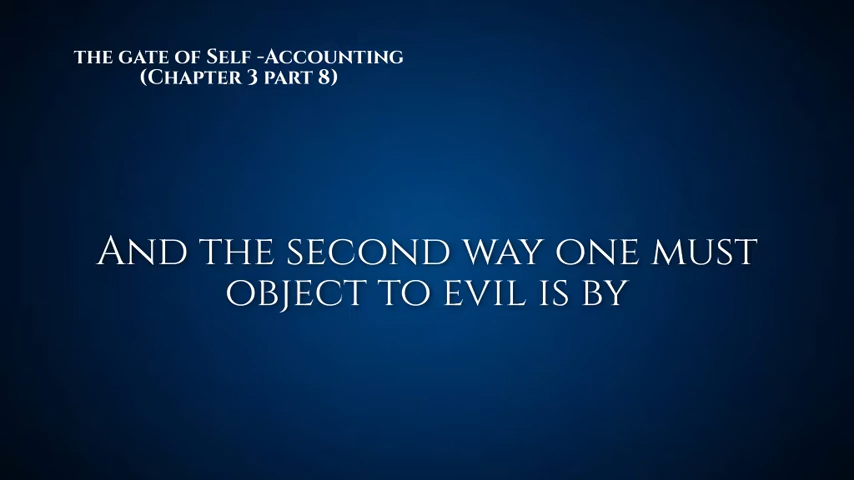 THE GATE OF SELF -ACCOUNTING
(CHAPTER 3 PART 8)
AND THE SECOND WAY ONE MUST
OBJECT TO EVIL IS BY